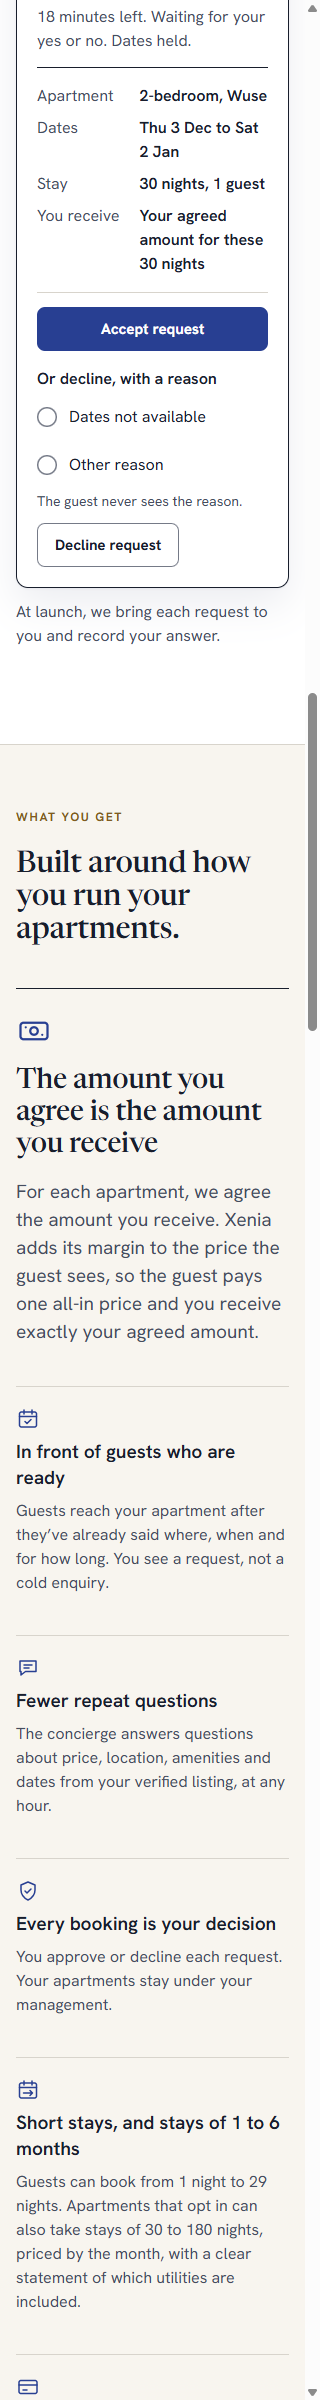 18 minutes left. Waiting for your
yes or no. Dates held.
Apartment 2-bedroom, Wuse
Dates Thu 3 Dec to Sat
2 Jan
Stay 30 nights, 1 guest
You receive Your agreed
amount for these
30 nights
Accept request
Or decline, with a reason
Dates not available
Other reason
The guest never sees the reason.
Decline request
At launch, we bring each request to
you and record your answer.
WHAT YOU GET
Built around how
you run your
apartments.
The amount you
agree is the amount
you receive
For each apartment, we agree
the amount you receive. Xenia
adds its margin to the price the
guest sees, so the guest pays
one all-in price and you receive
exactly your agreed amount.
In front of guests who are
ready
Guests reach your apartment after
they’ve already said where, when and
for how long. You see a request, not a
cold enquiry.
Fewer repeat questions
The concierge answers questions
about price, location, amenities and
dates from your verified listing, at any
hour.
Every booking is your decision
You approve or decline each request.
Your apartments stay under your
management.
Short stays, and stays of 1 to 6
months
Guests can book from 1 night to 29
nights. Apartments that opt in can
also take stays of 30 to 180 nights,
priced by the month, with a clear
statement of which utilities are
included.